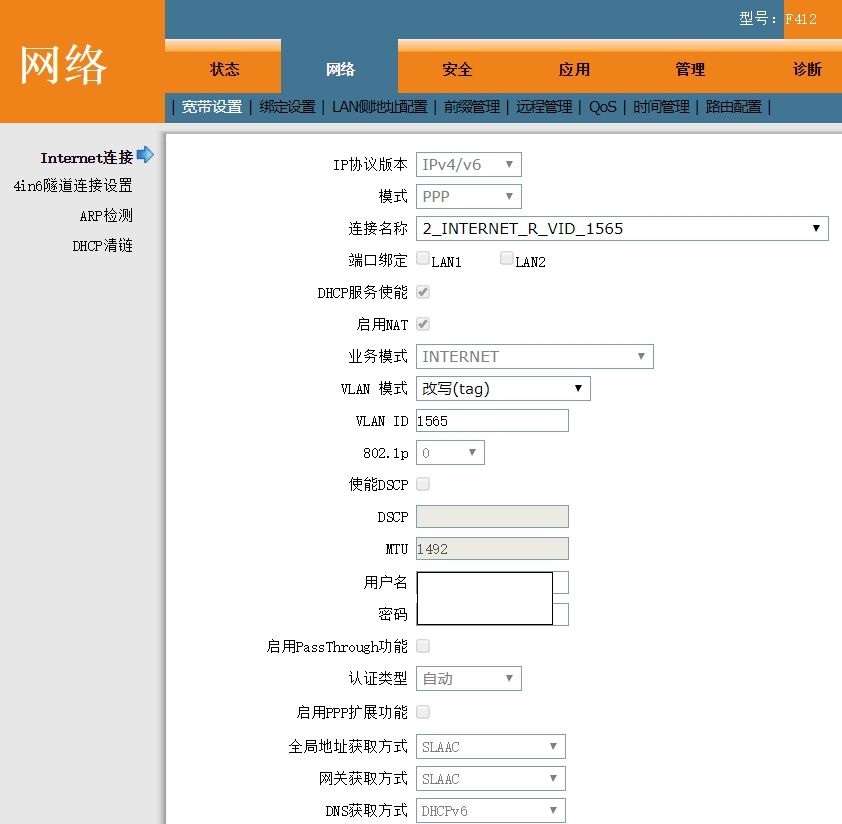 型号： F412
网络
状态 网络 安全 应用 管理 诊断
| 宽带设置 | 绑定设置 | LAN侧地址配置 | 前缀管理 | 远程管理 | QoS | 时间管理 | 路由配置 |
Internet连接
4in6隧道连接设置
ARP检测
DHCP清链
IP协议版本 IPv4/v6
模式 PPP
连接名称 2_INTERNET_R_VID_1565
端口绑定 LAN1 LAN2
DHCP服务使能
启用NAT
业务模式 INTERNET
VLAN 模式 改写(tag)
VLAN ID 1565
802.1p 0
使能DSCP
DSCP
MTU 1492
用户名
密码
启用PassThrough功能
认证类型 自动
启用PPP扩展功能
全局地址获取方式 SLAAC
网关获取方式 SLAAC
DNS获取方式 DHCPv6